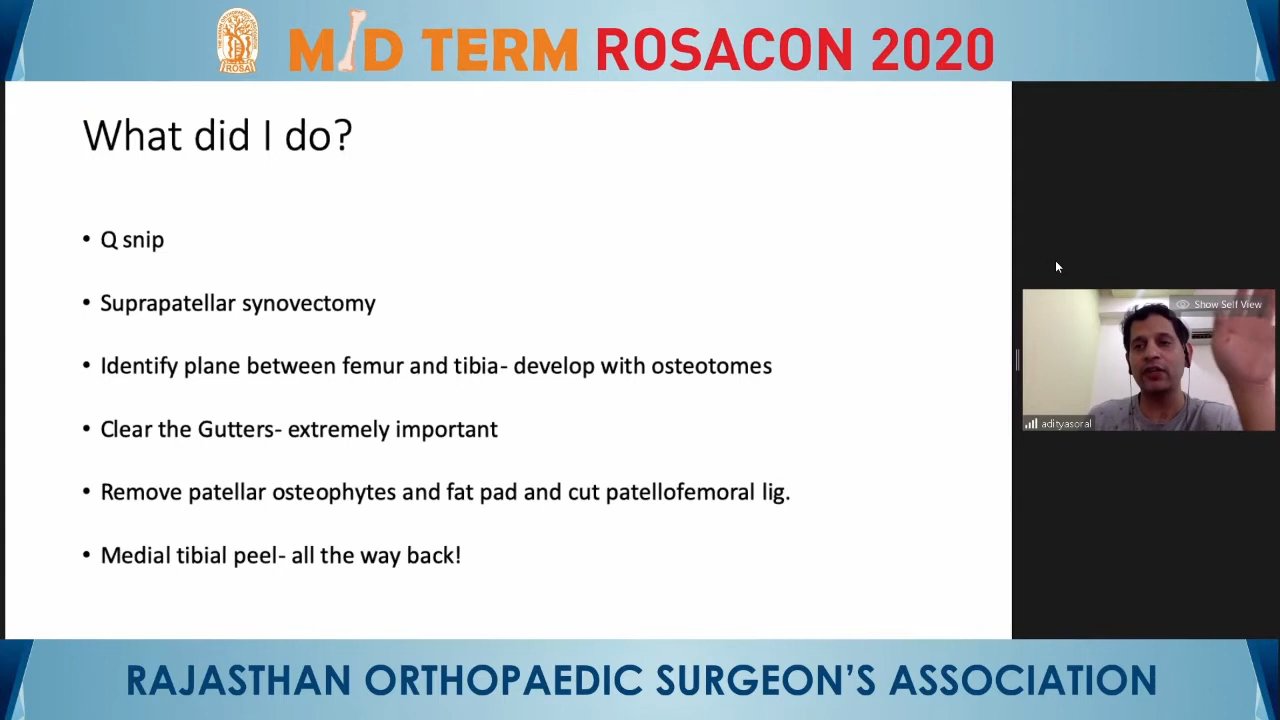 ROSA
MID TERM ROSACON 2020
What did I do?
• Q snip
• Suprapatellar synovectomy
• Identify plane between femur and tibia- develop with osteotomes
• Clear the Gutters- extremely important
• Remove patellar osteophytes and fat pad and cut patellofemoral lig.
• Medial tibial peel- all the way back!
Show Self View
adityasoral
RAJASTHAN ORTHOPAEDIC SURGEON'S ASSOCIATION